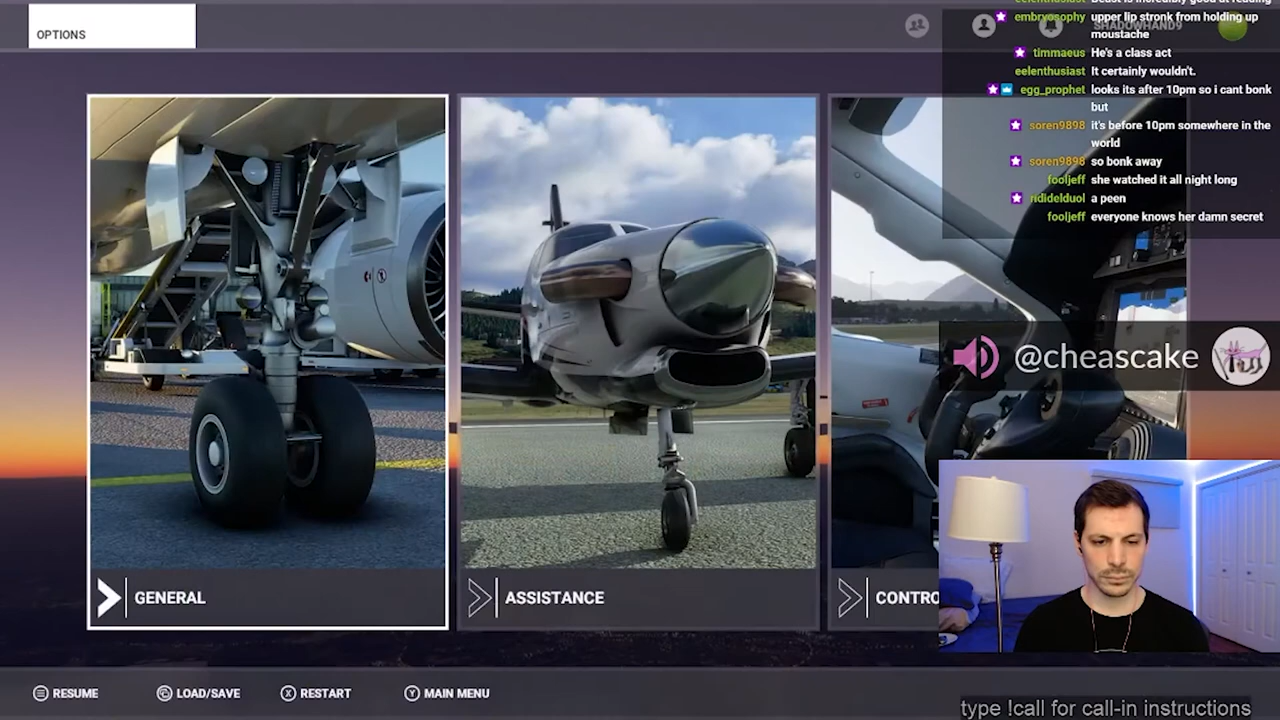 OPTIONS
SHADOWHAND9
embryosophy upper lip stronk from holding up
moustache
timmaeus He's a class act
eelenthusiast It certainly wouldn't.
egg_prophet looks its after 10pm so i cant bonk
but
soren9898 it's before 10pm somewhere in the
world
soren9898 so bonk away
fooljeff she watched it all night long
ndidelduol a peen
fooljeff everyone knows her damn secret
@cheascake
GENERAL
ASSISTANCE
CONTRO
RESUME
LOAD/SAVE
X RESTART
Y MAIN MENU
type !call for call-in instructions